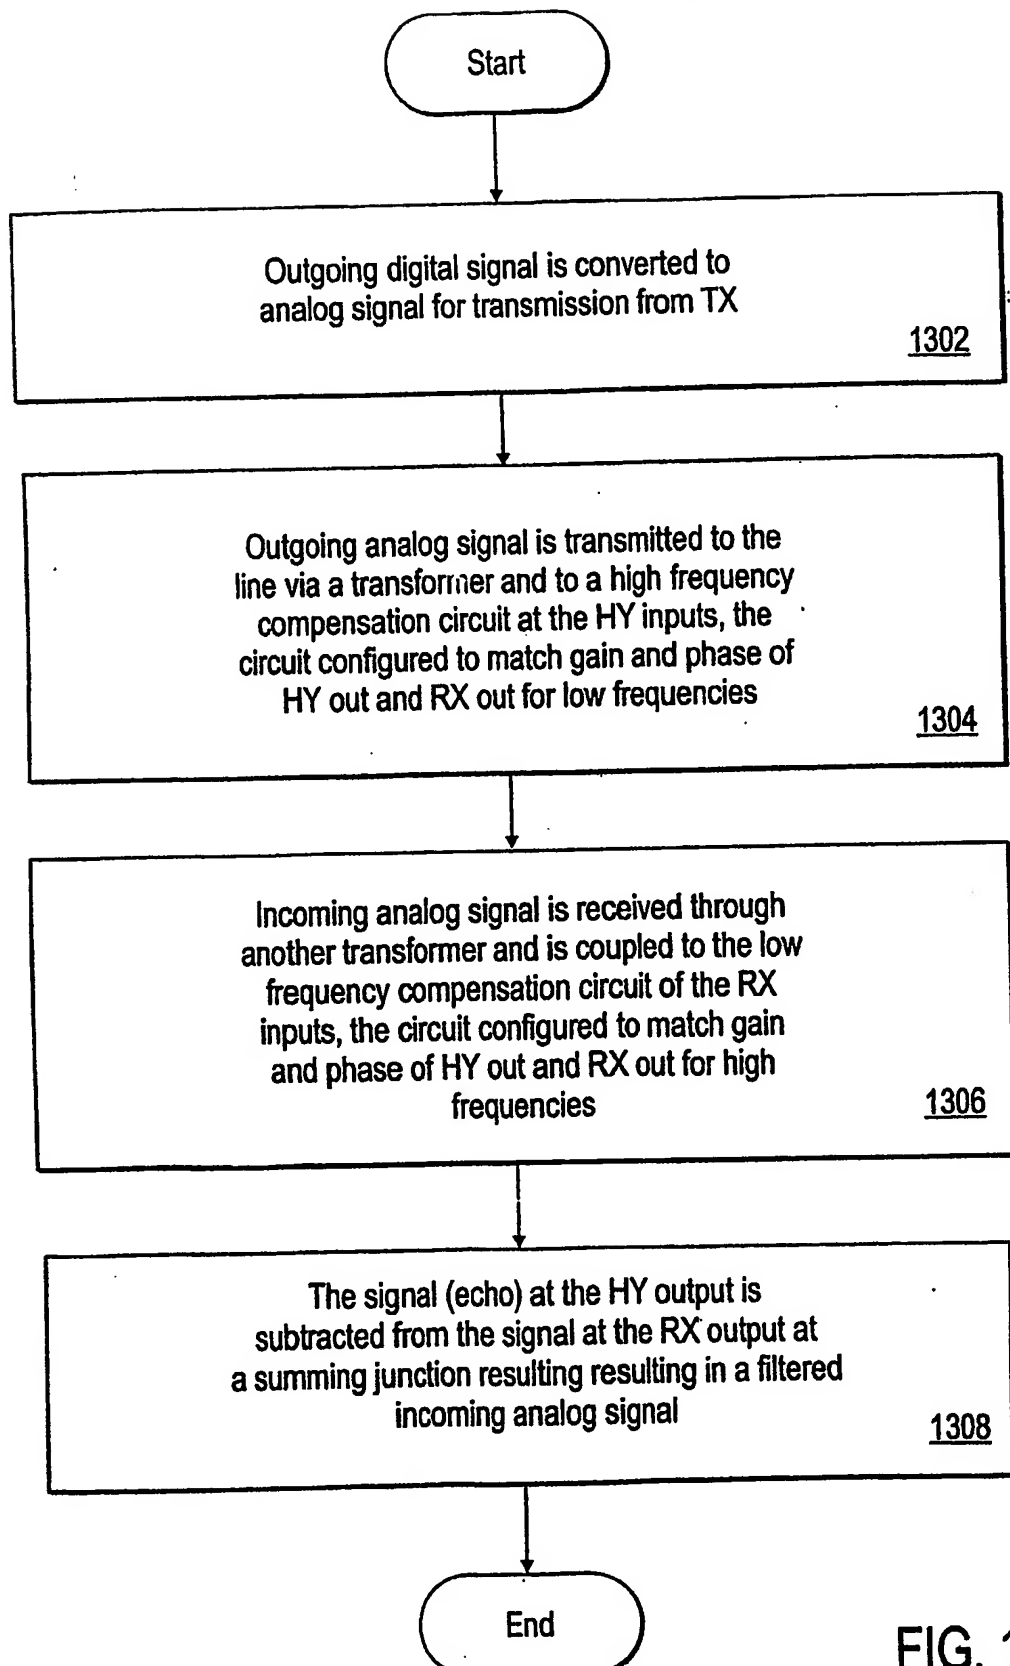 Start
Outgoing digital signal is converted to
analog signal for transmission from TX
1302
Outgoing analog signal is transmitted to the
line via a transformer and to a high frequency
compensation circuit at the HY inputs, the
circuit configured to match gain and phase of
HY out and RX out for low frequencies
1304
Incoming analog signal is received through
another transformer and is coupled to the low
frequency compensation circuit of the RX
inputs, the circuit configured to match gain
and phase of HY out and RX out for high
frequencies
1306
The signal (echo) at the HY output is
subtracted from the signal at the RX output at
a summing junction resulting resulting in a filtered
incoming analog signal
1308
End
FIG.